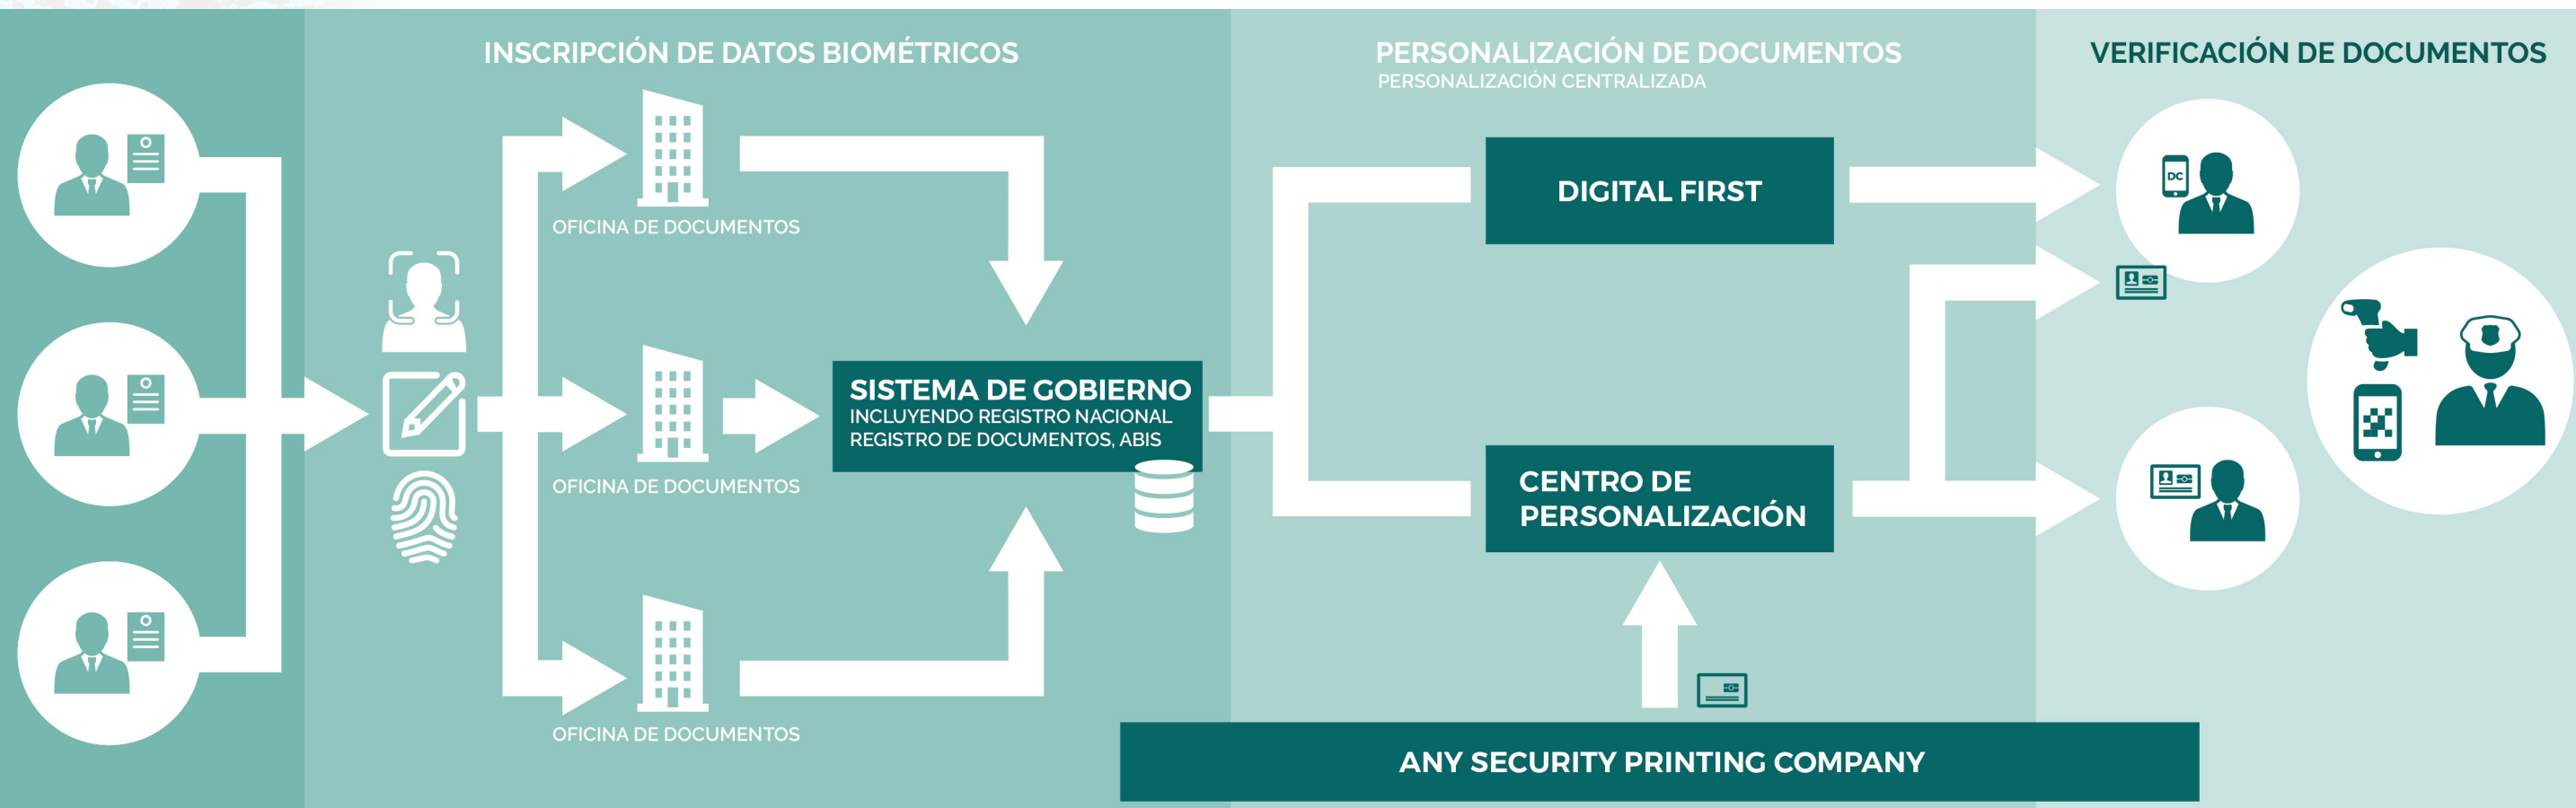 INSCRIPCIÓN DE DATOS BIOMÉTRICOS
OFICINA DE DOCUMENTOS
OFICINA DE DOCUMENTOS
OFICINA DE DOCUMENTOS
SISTEMA DE GOBIERNO
INCLUYENDO REGISTRO NACIONAL
REGISTRO DE DOCUMENTOS, ABIS
PERSONALIZACIÓN DE DOCUMENTOS
PERSONALIZACIÓN CENTRALIZADA
DIGITAL FIRST
CENTRO DE
PERSONALIZACIÓN
ANY SECURITY PRINTING COMPANY
VERIFICACIÓN DE DOCUMENTOS
DC